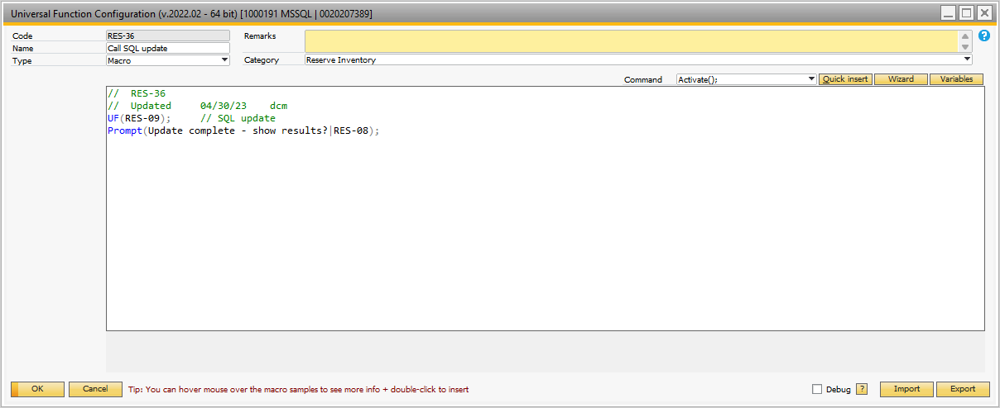 Universal Function Configuration (v.2022.02 - 64 bit) [1000191 MSSQL | 0020207389]
Code RES-36 Remarks ?
Name Call SQL update
Type Macro Category Reserve Inventory
Command Activate(); Quick insert Wizard Variables
// RES-36
// Updated 04/30/23 dcm
UF(RES-09); // SQL update
Prompt(Update complete - show results?|RES-08);
OK Cancel Tip: You can hover mouse over the macro samples to see more info + double-click to insert Debug ? Import Export